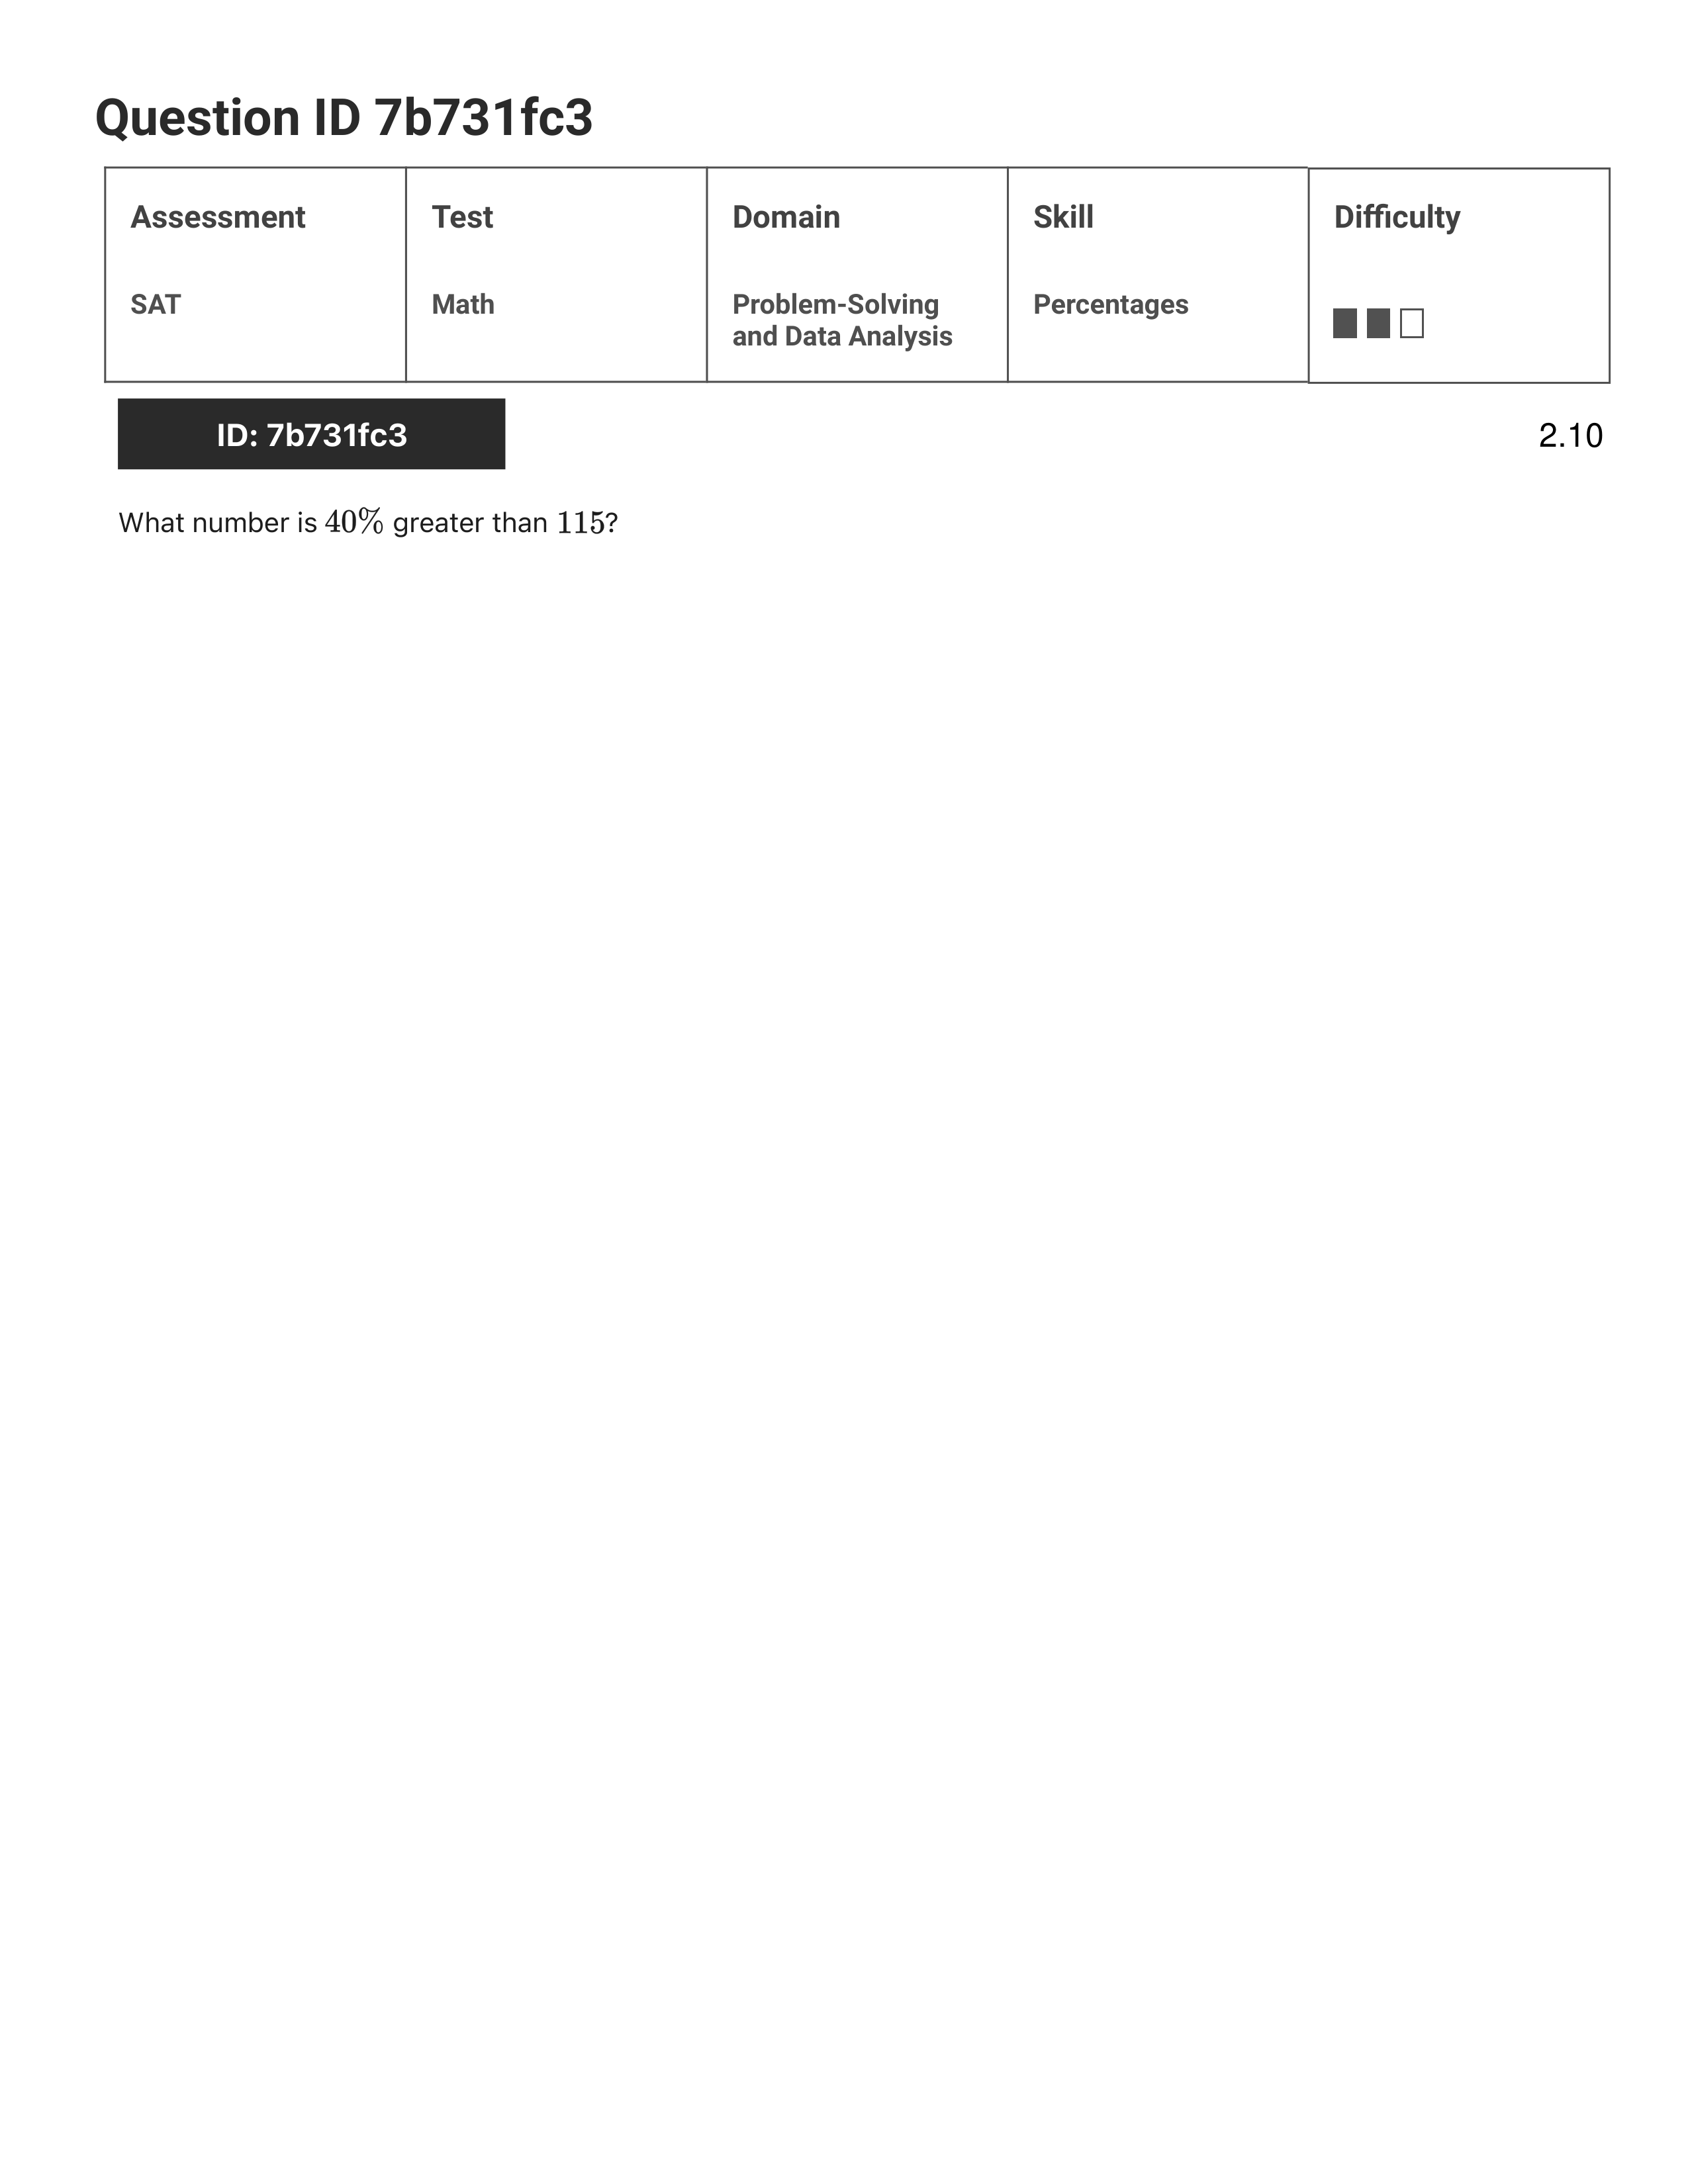 Question ID 7b731fc3
Assessment Test Domain Skill Difficulty
SAT Math Problem-Solving and Data Analysis Percentages
ID: 7b731fc3 2.10
What number is 40% greater than 115?